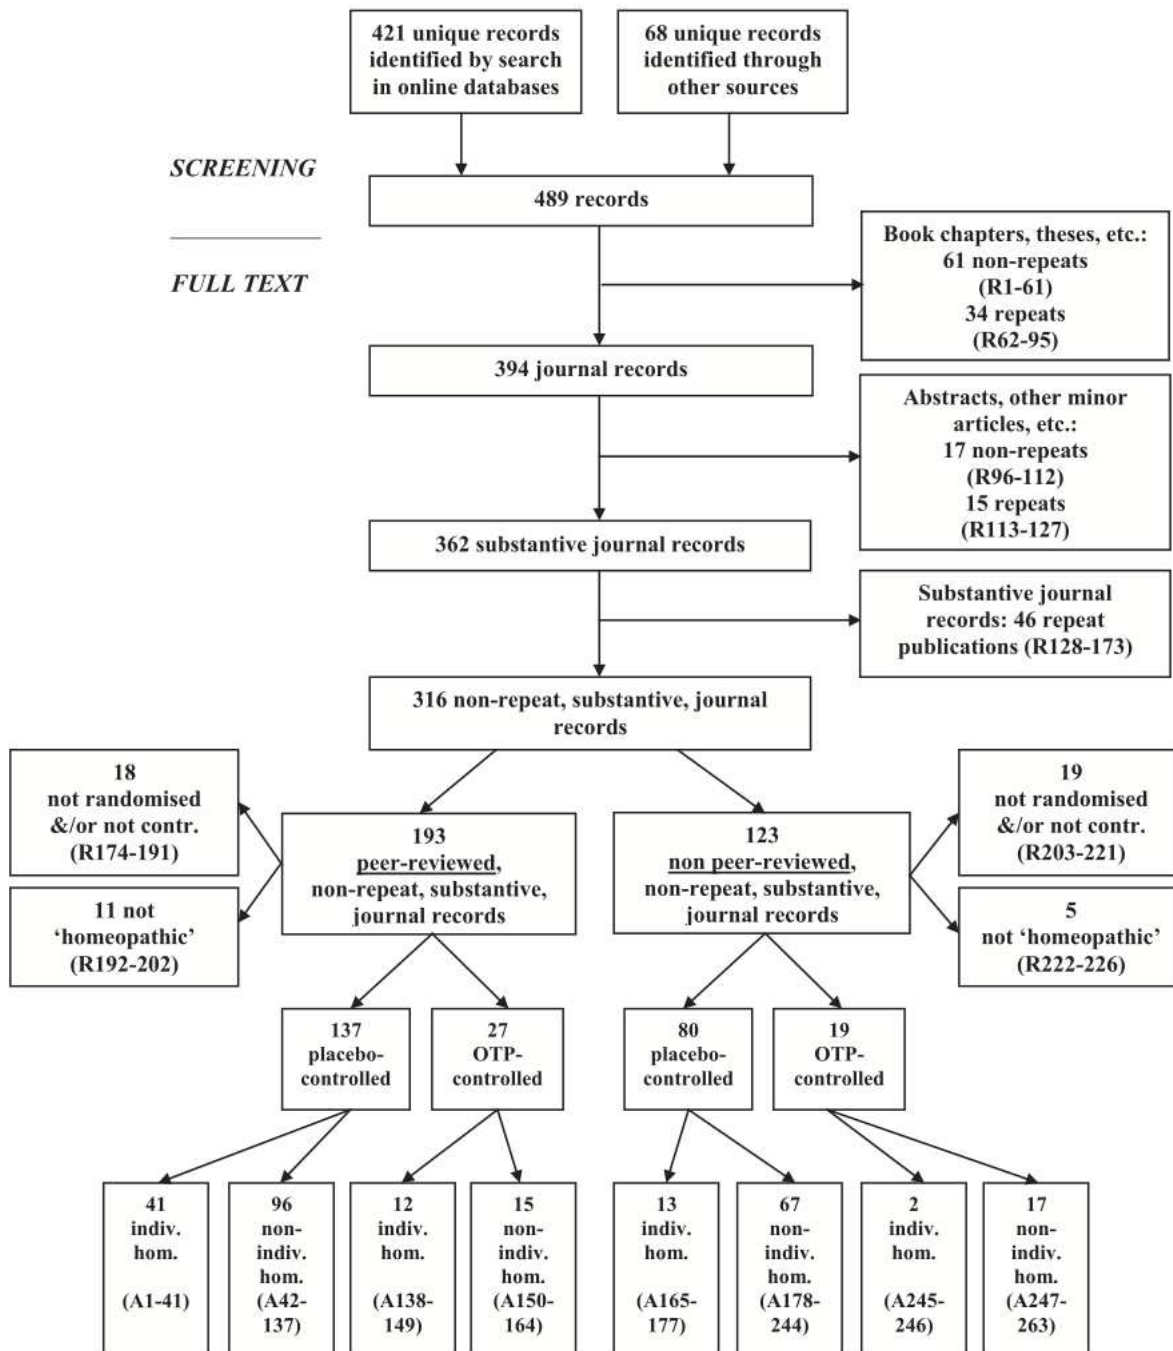 421 unique records
identified by search
in online databases
68 unique records
identified through
other sources
SCREENING
489 records
FULL TEXT
Book chapters, theses, etc.:
61 non-repeats
(R1-61)
34 repeats
(R62-95)
394 journal records
Abstracts, other minor
articles, etc.:
17 non-repeats
(R96-112)
15 repeats
(R113-127)
362 substantive journal records
Substantive journal
records: 46 repeat
publications (R128-173)
316 non-repeat, substantive, journal
records
18
not randomised
&/or not contr.
(R174-191)
11 not
‘homeopathic’
(R192-202)
193
peer-reviewed,
non-repeat, substantive,
journal records
123
non peer-reviewed,
non-repeat, substantive,
journal records
19
not randomised
&/or not contr.
(R203-221)
5
not ‘homeopathic’
(R222-226)
137
placebo-
controlled
27
OTP-
controlled
80
placebo-
controlled
19
OTP-
controlled
41
indiv.
hom.
(A1-41)
96
non-
indiv.
hom.
(A42-
137)
12
indiv.
hom.
(A138-
149)
15
non-
indiv.
hom.
(A150-
164)
13
indiv.
hom.
(A165-
177)
67
non-
indiv.
hom.
(A178-
244)
2
indiv.
hom.
(A245-
246)
17
non-
indiv.
hom.
(A247-
263)